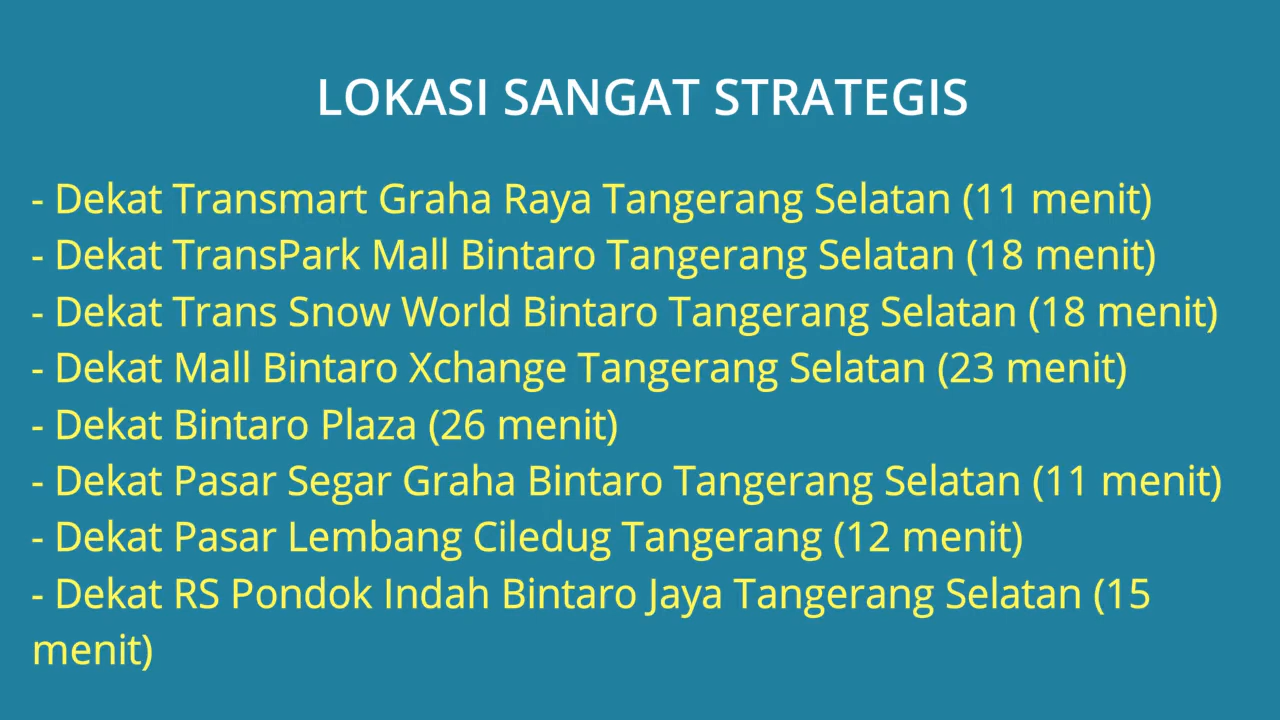 LOKASI SANGAT STRATEGIS
- Dekat Transmart Graha Raya Tangerang Selatan (11 menit)
- Dekat TransPark Mall Bintaro Tangerang Selatan (18 menit)
- Dekat Trans Snow World Bintaro Tangerang Selatan (18 menit)
- Dekat Mall Bintaro Xchange Tangerang Selatan (23 menit)
- Dekat Bintaro Plaza (26 menit)
- Dekat Pasar Segar Graha Bintaro Tangerang Selatan (11 menit)
- Dekat Pasar Lembang Ciledug Tangerang (12 menit)
- Dekat RS Pondok Indah Bintaro Jaya Tangerang Selatan (15
menit)